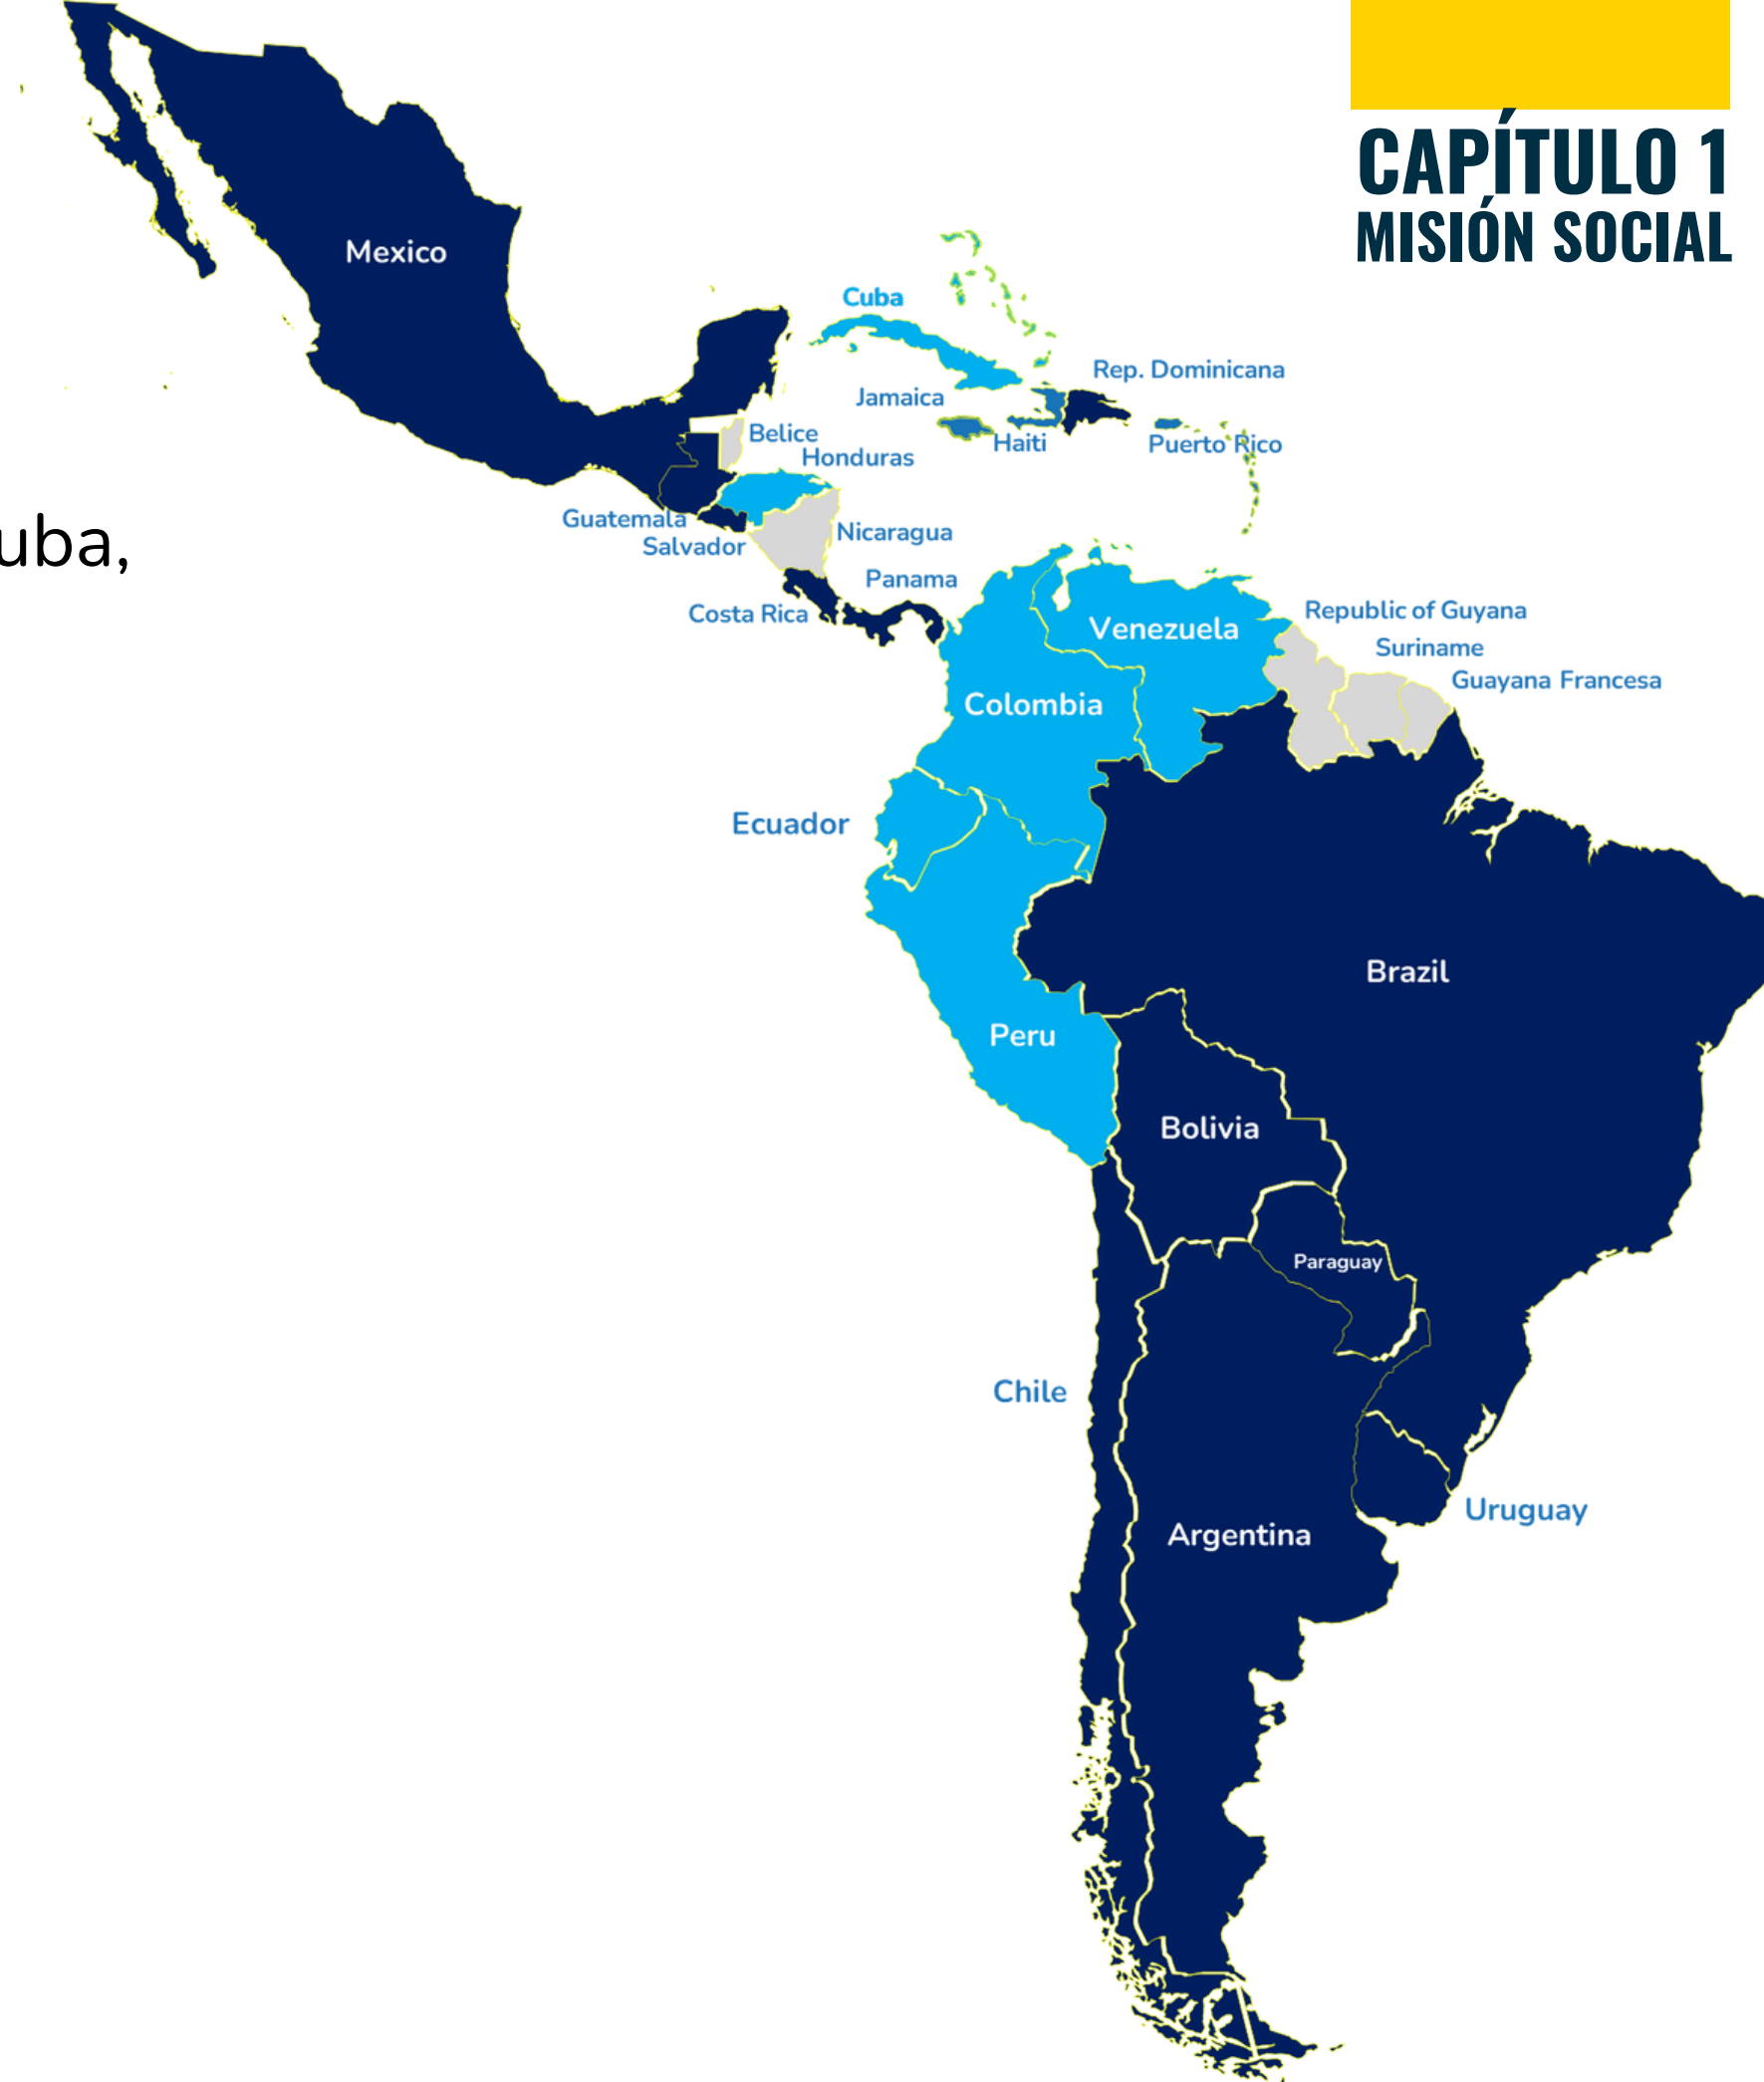 CAPÍTULO 1
MISIÓN SOCIAL
Mexico
Cuba
Rep. Dominicana
Jamaica
Belice
Haiti
Puerto Rico
Honduras
Guatemala
uba,
Nicaragua
Salvador
Panama
Costa Rica
Republic of Guyana
Venezuela
Suriname
Guayana Francesa
Colombia
Ecuador
Brazil
Peru
Bolivia
Paraguay
Chile
Uruguay
Argentina